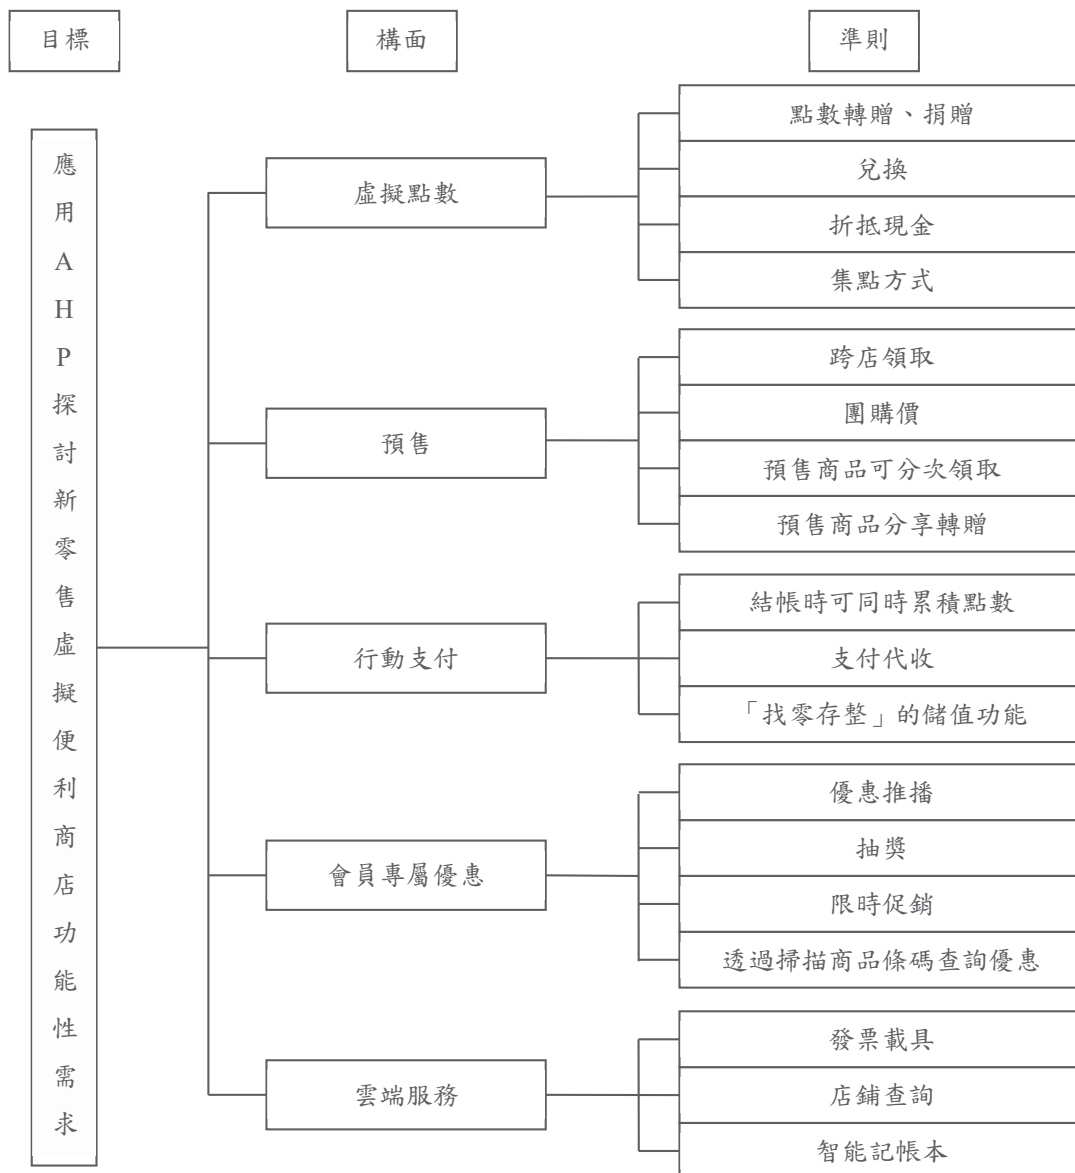 目標
構面
準則
應用AHP探討新零售虛擬便利商店功能性需求
虛擬點數
點數轉贈、捐贈
兌換
折抵現金
集點方式
預售
跨店領取
團購價
預售商品可分次領取
預售商品分享轉贈
行動支付
結帳時可同時累積點數
支付代收
「找零存整」的儲值功能
會員專屬優惠
優惠推播
抽獎
限時促銷
透過掃描商品條碼查詢優惠
雲端服務
發票載具
店鋪查詢
智能記帳本